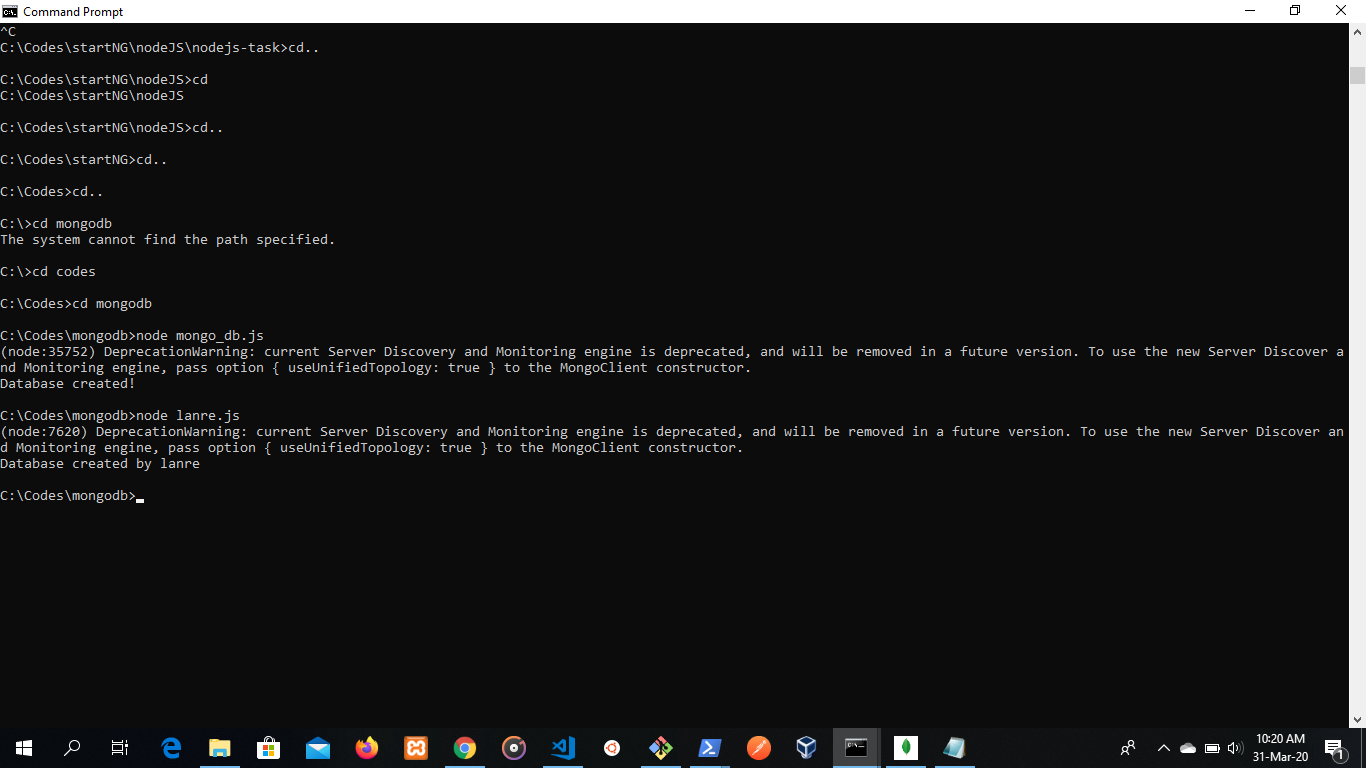 Command Prompt
^C
C:\Codes\startNG\nodeJS\nodejs-task>cd..
C:\Codes\startNG\nodeJS>cd
C:\Codes\startNG\nodeJS
C:\Codes\startNG\nodeJS>cd..
C:\Codes\startNG>cd..
C:\Codes>cd..
C:\>cd mongodb
The system cannot find the path specified.
C:\>cd codes
C:\Codes>cd mongodb
C:\Codes\mongodb>node mongo_db.js
(node:35752) DeprecationWarning: current Server Discovery and Monitoring engine is deprecated, and will be removed in a future version. To use the new Server Discover a
nd Monitoring engine, pass option { useUnifiedTopology: true } to the MongoClient constructor.
Database created!
C:\Codes\mongodb>node lanre.js
(node:7620) DeprecationWarning: current Server Discovery and Monitoring engine is deprecated, and will be removed in a future version. To use the new Server Discover an
d Monitoring engine, pass option { useUnifiedTopology: true } to the MongoClient constructor.
Database created by lanre
C:\Codes\mongodb>
10:20 AM
31-Mar-20
1